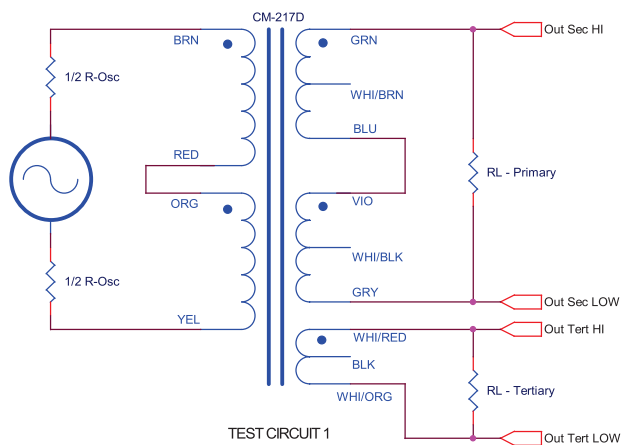 CM-217D
BRN
GRN
Out Sec HI
1/2 R-Osc
WHI/BRN
BLU
RED
RL - Primary
ORG
VIO
WHI/BLK
1/2 R-Osc
GRY
Out Sec LOW
YEL
WHI/RED
Out Tert HI
BLK
RL - Tertiary
WHI/ORG
TEST CIRCUIT 1
Out Tert LOW